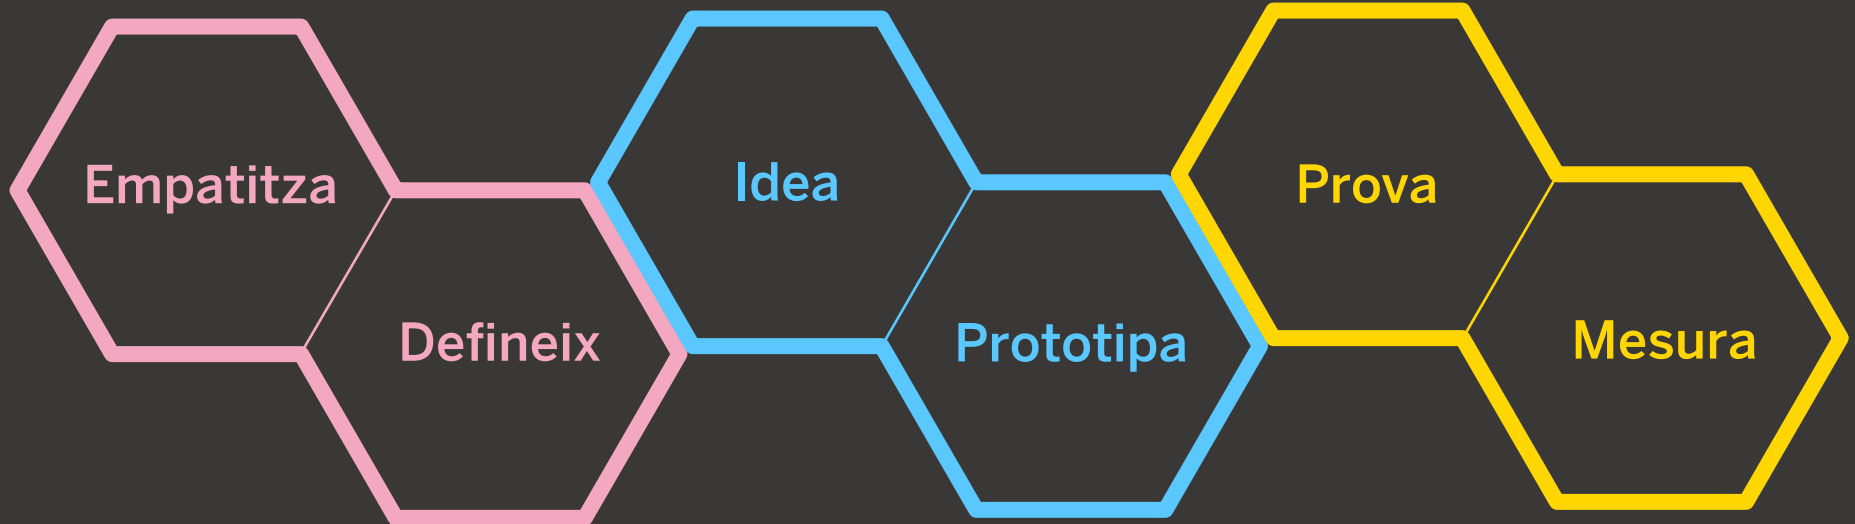 Empatitza
Defineix
Idea
Prototipa
Prova
Mesura